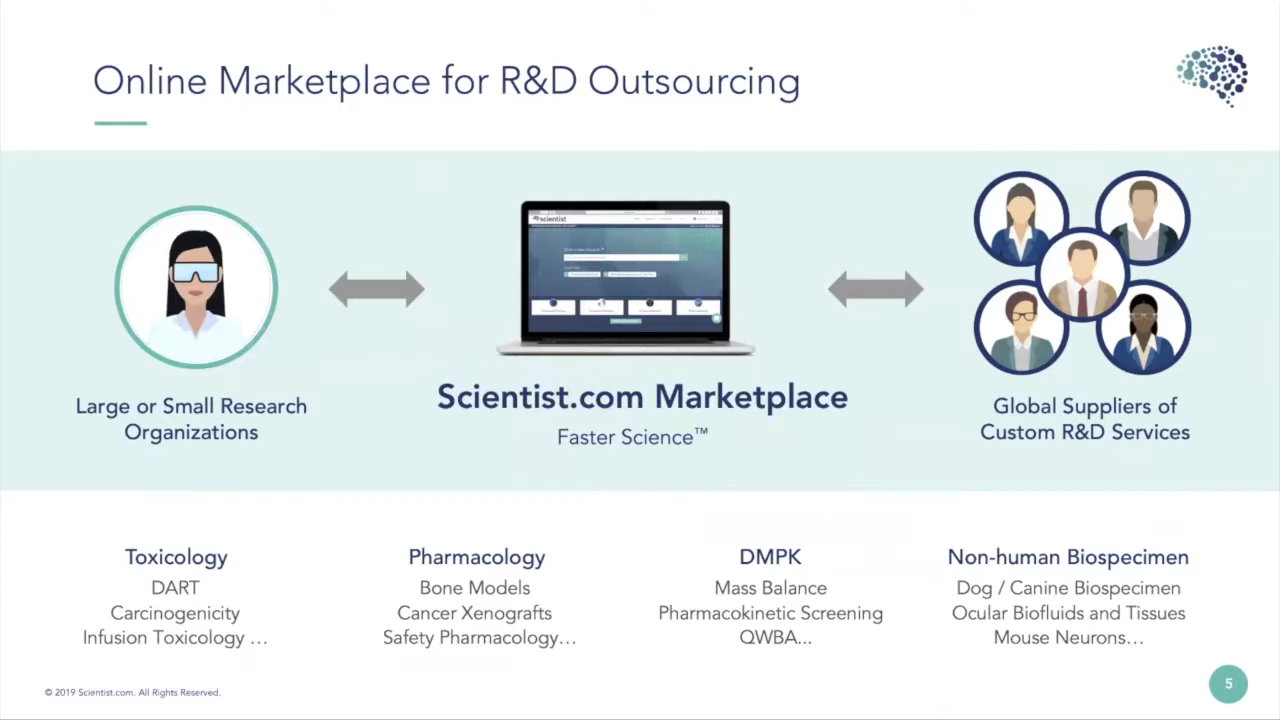 Online Marketplace for R&D Outsourcing
scientist
Large or Small Research
Organizations
Scientist.com Marketplace
Faster Science™
Global Suppliers of
Custom R&D Services
Toxicology
DART
Carcinogenicity
Infusion Toxicology …
Pharmacology
Bone Models
Cancer Xenografts
Safety Pharmacology…
DMPK
Mass Balance
Pharmacokinetic Screening
QWBA...
Non-human Biospecimen
Dog / Canine Biospecimen
Ocular Biofluids and Tissues
Mouse Neurons…
© 2019 Scientist.com. All Rights Reserved.
5